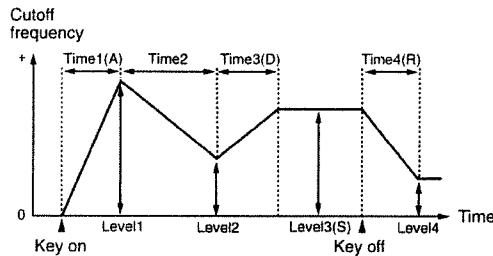 Cutoff
frequency
+
Time1(A) Time2 Time3(D) Time4(R)
0
Time
Level1 Level2 Level3(S) Level4
Key on Key off